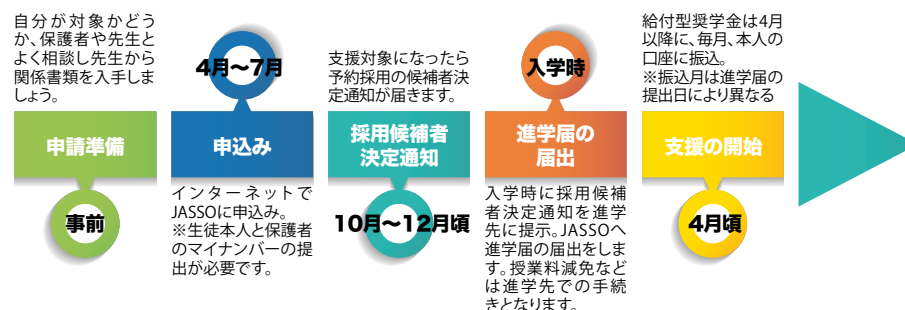 自分が対象かどう
か、保護者や先生と
よく相談し先生から
関係書類を入手しま
しょう。
申請準備
事前
4月〜7月
申込み
インターネットで
JASSOに申込み。
※生徒本人と保護者
のマイナンバーの提
出が必要です。
支援対象になったら
予約採用の候補者決
定通知が届きます。
採用候補者
決定通知
10月〜12月頃
入学時
進学届の
届出
入学時に採用候補
者決定通知を進学
先に提示。JASSOへ
進学届の届出をしま
す。授業料減免など
は進学先での手続
きとなります。
給付型奨学金は4月
以降に、毎月、本人の
口座に振込。
※振込月は進学届の
提出日により異なる
支援の開始
4月頃